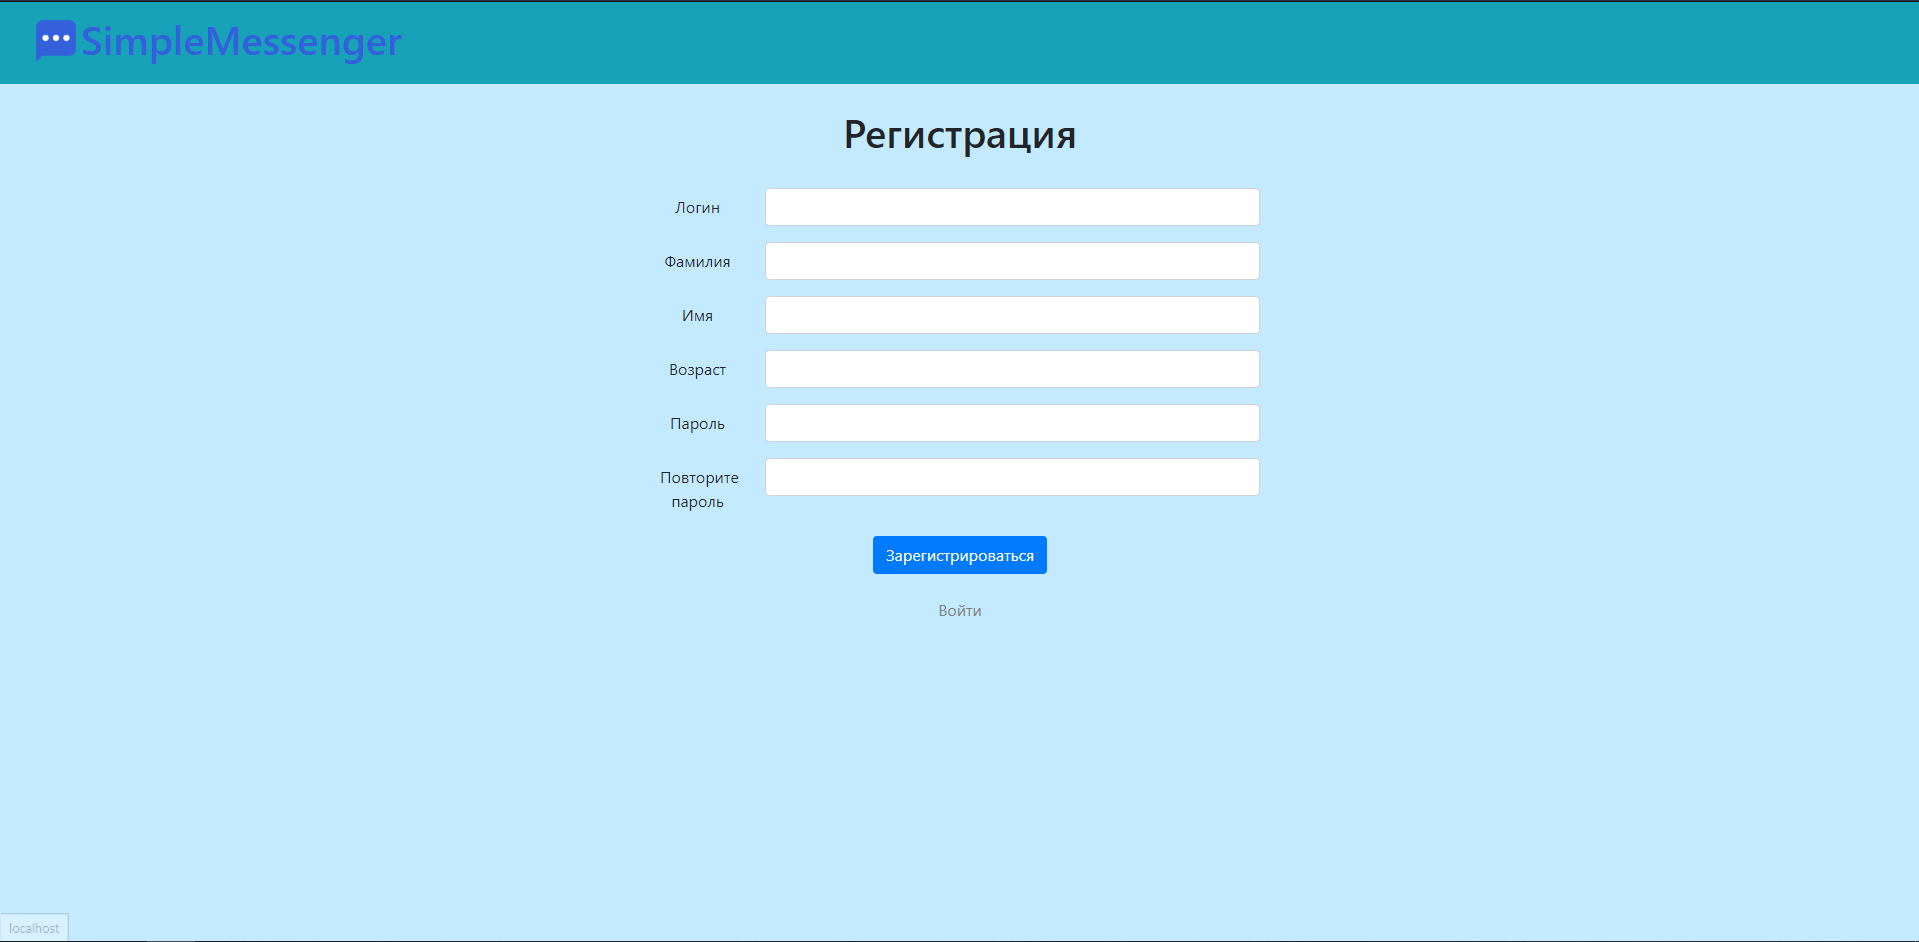 SimpleMessenger
Регистрация
Логин
Фамилия
Имя
Возраст
Пароль
Повторите
пароль
Зарегистрироваться
Войти
localhost